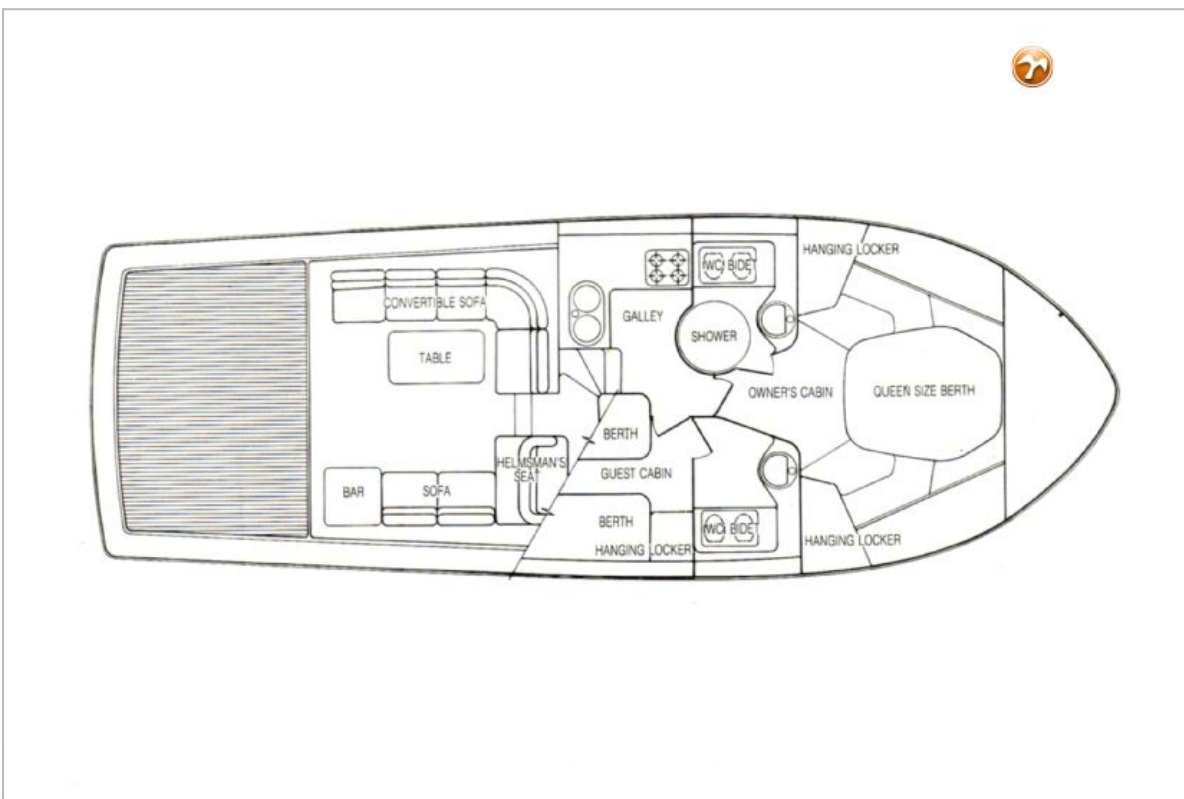 HANGING LOCKER
WC BIDET
CONVERTIBLE SOFA
GALLEY
SHOWER
TABLE
OWNER'S CABIN
QUEEN SIZE BERTH
BERTH
HELMSMAN'S
SEAT
GUEST CABIN
BAR
SOFA
BERTH
WC BIDET
HANGING LOCKER
HANGING LOCKER